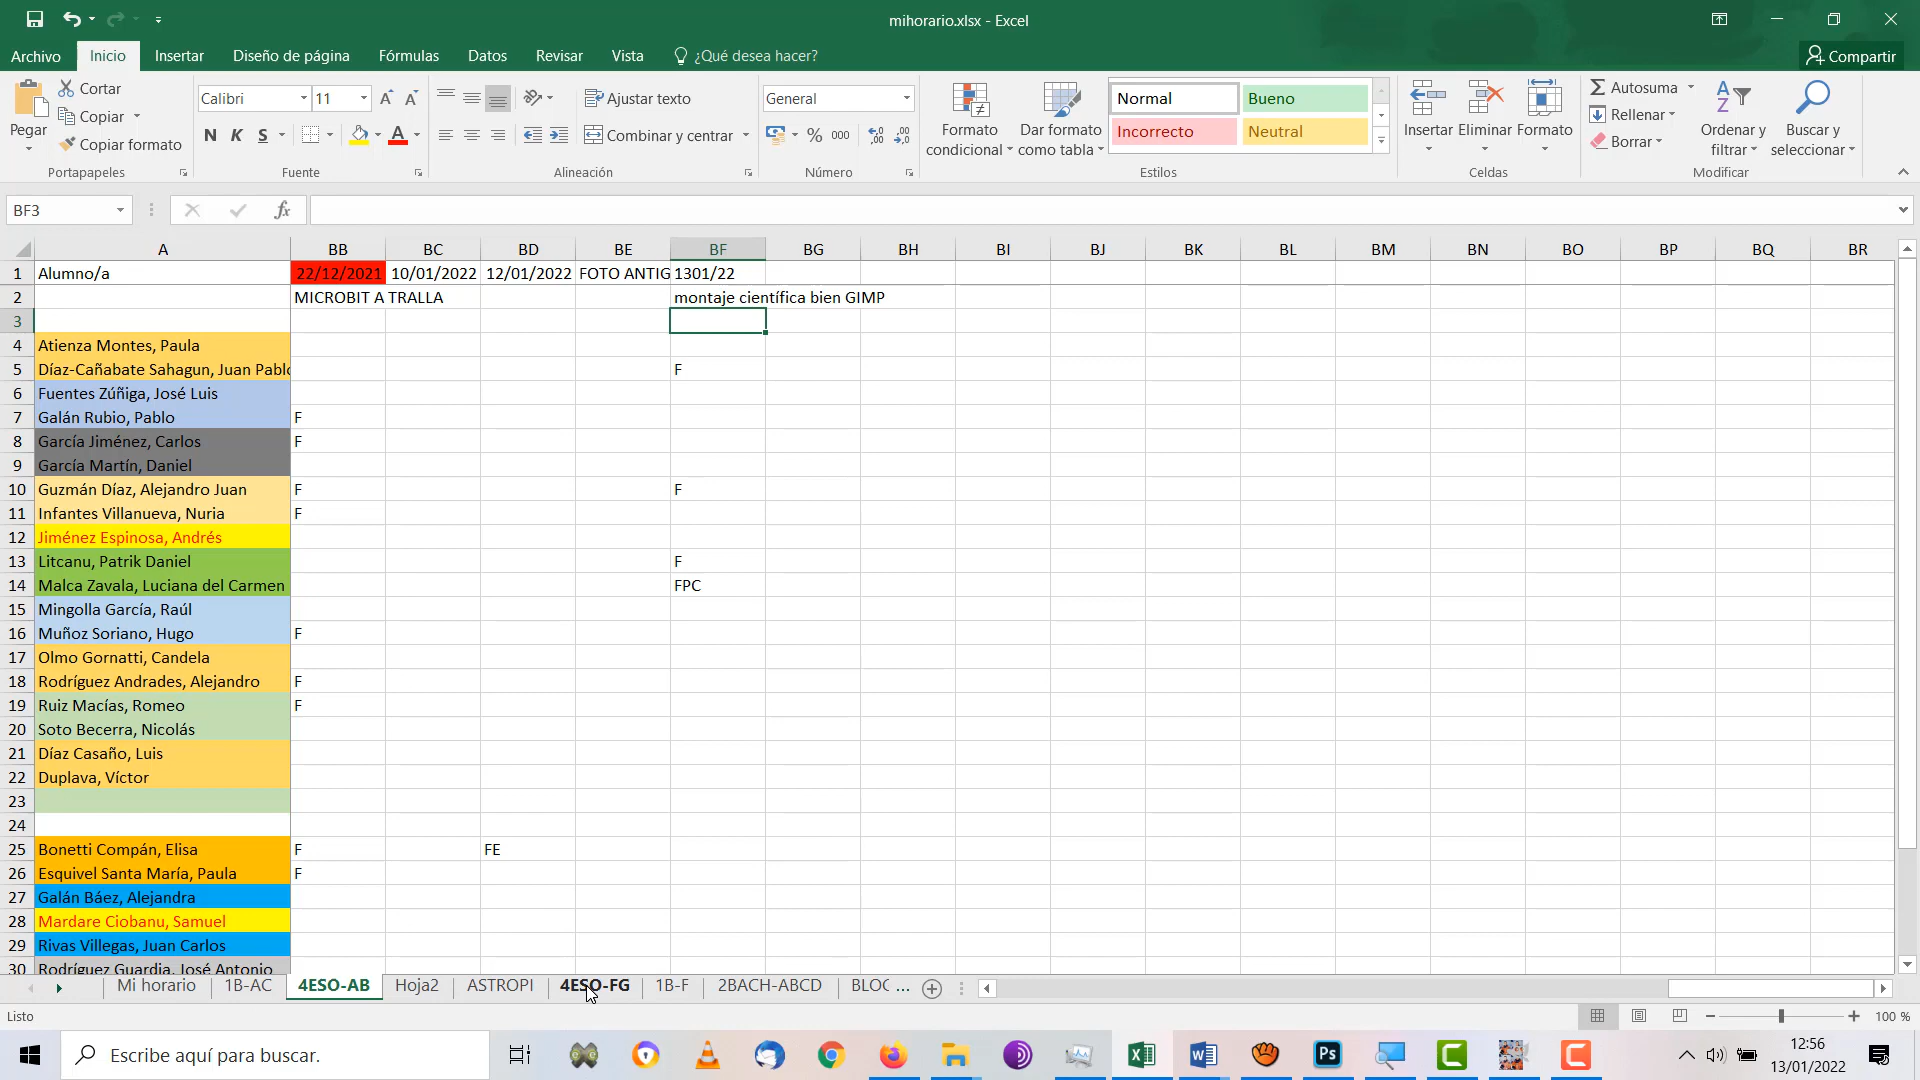 mihorario.xlsx - Excel
Archivo Inicio Insertar Diseño de página Fórmulas Datos Revisar Vista ¿Qué desea hacer? Compartir
Pegar Cortar Copiar Copiar formato
Portapapeles
Calibri 11
N K S
Fuente
Ajustar texto
Combinar y centrar
Alineación
General
% 000
Número
Formato condicional
Dar formato como tabla
Normal Bueno
Incorrecto Neutral
Estilos
Insertar Eliminar Formato
Celdas
Autosuma
Rellenar
Borrar
Ordenar y filtrar
Buscar y seleccionar
Modificar
BF3 fx
A BB BC BD BE BF BG BH BI BJ BK BL BM BN BO BP BQ BR
1 Alumno/a 22/12/2021 10/01/2022 12/01/2022 FOTO ANTIG 1301/22
2 MICROBIT A TRALLA montaje científica bien GIMP
3
4 Atienza Montes, Paula
5 Díaz-Cañabate Sahagun, Juan Pablo F
6 Fuentes Zúñiga, José Luis
7 Galán Rubio, Pablo F
8 García Jiménez, Carlos F
9 García Martín, Daniel
10 Guzmán Díaz, Alejandro Juan F F
11 Infantes Villanueva, Nuria F
12 Jiménez Espinosa, Andrés
13 Litcanu, Patrik Daniel F
14 Malca Zavala, Luciana del Carmen FPC
15 Mingolla García, Raúl
16 Muñoz Soriano, Hugo F
17 Olmo Gornatti, Candela
18 Rodríguez Andrades, Alejandro F
19 Ruiz Macías, Romeo F
20 Soto Becerra, Nicolás
21 Díaz Casaño, Luis
22 Duplava, Víctor
23
24
25 Bonetti Compán, Elisa F FE
26 Esquivel Santa María, Paula F
27 Galán Báez, Alejandra
28 Mardare Ciobanu, Samuel
29 Rivas Villegas, Juan Carlos
30 Rodríguez Guardia, José Antonio
Mi horario 1B-AC 4ESO-AB Hoja2 ASTROPI 4ESO-FG 1B-F 2BACH-ABCD BLOC ...
Listo 100 %
Escribe aquí para buscar.
12:56
13/01/2022